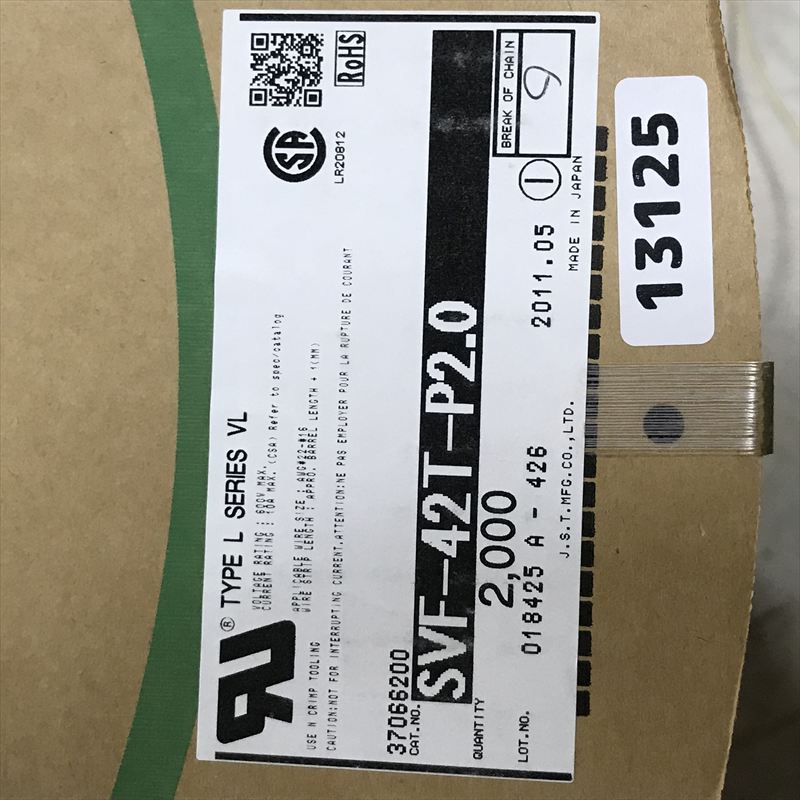 ® TYPE L SERIES VL
VOLTAGE RATING : 600V MAX.
CURRENT RATING : 10A MAX. (CSA) Refer to spec/catalog
APPLICABLE WIRE SIZE : AWG#22-#16
WIRE STRIP LENGTH : APPRO. BARREL LENGTH + 1(MM)
USE N CRIMP TOOLING
CAUTION:NOT FOR INTERRUPTING CURRENT.ATTENTION:NE PAS EMPLOYER POUR LA RUPTURE DE COURANT
RoHS
LR20812
37066200
CAT.NO.
SVF-42T-P2.0
BREAK OF CHAIN
9
QUANTITY
2,000
1
LOT.NO.
018425 A - 426
2011.05
J.S.T.MFG.CO.,LTD.
MADE IN JAPAN
13125